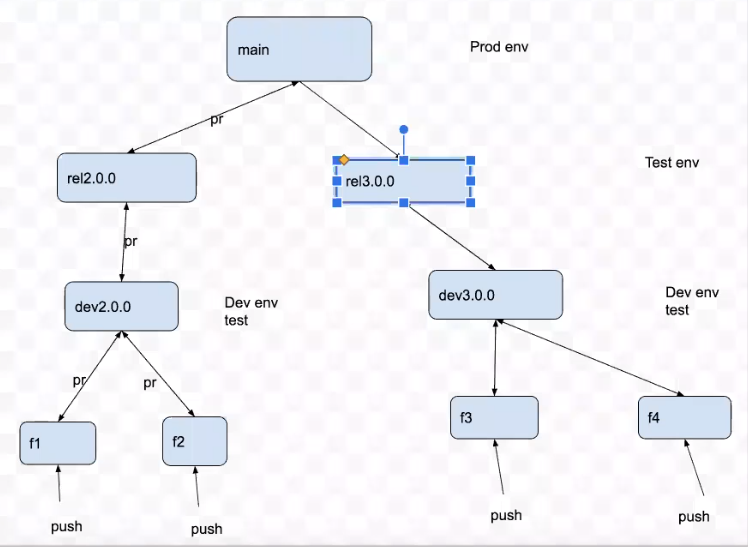 main
Prod env
pr
rel2.0.0
rel3.0.0
Test env
pr
dev2.0.0
Dev env
test
dev3.0.0
Dev env
test
pr
pr
f1
f2
f3
f4
push
push
push
push